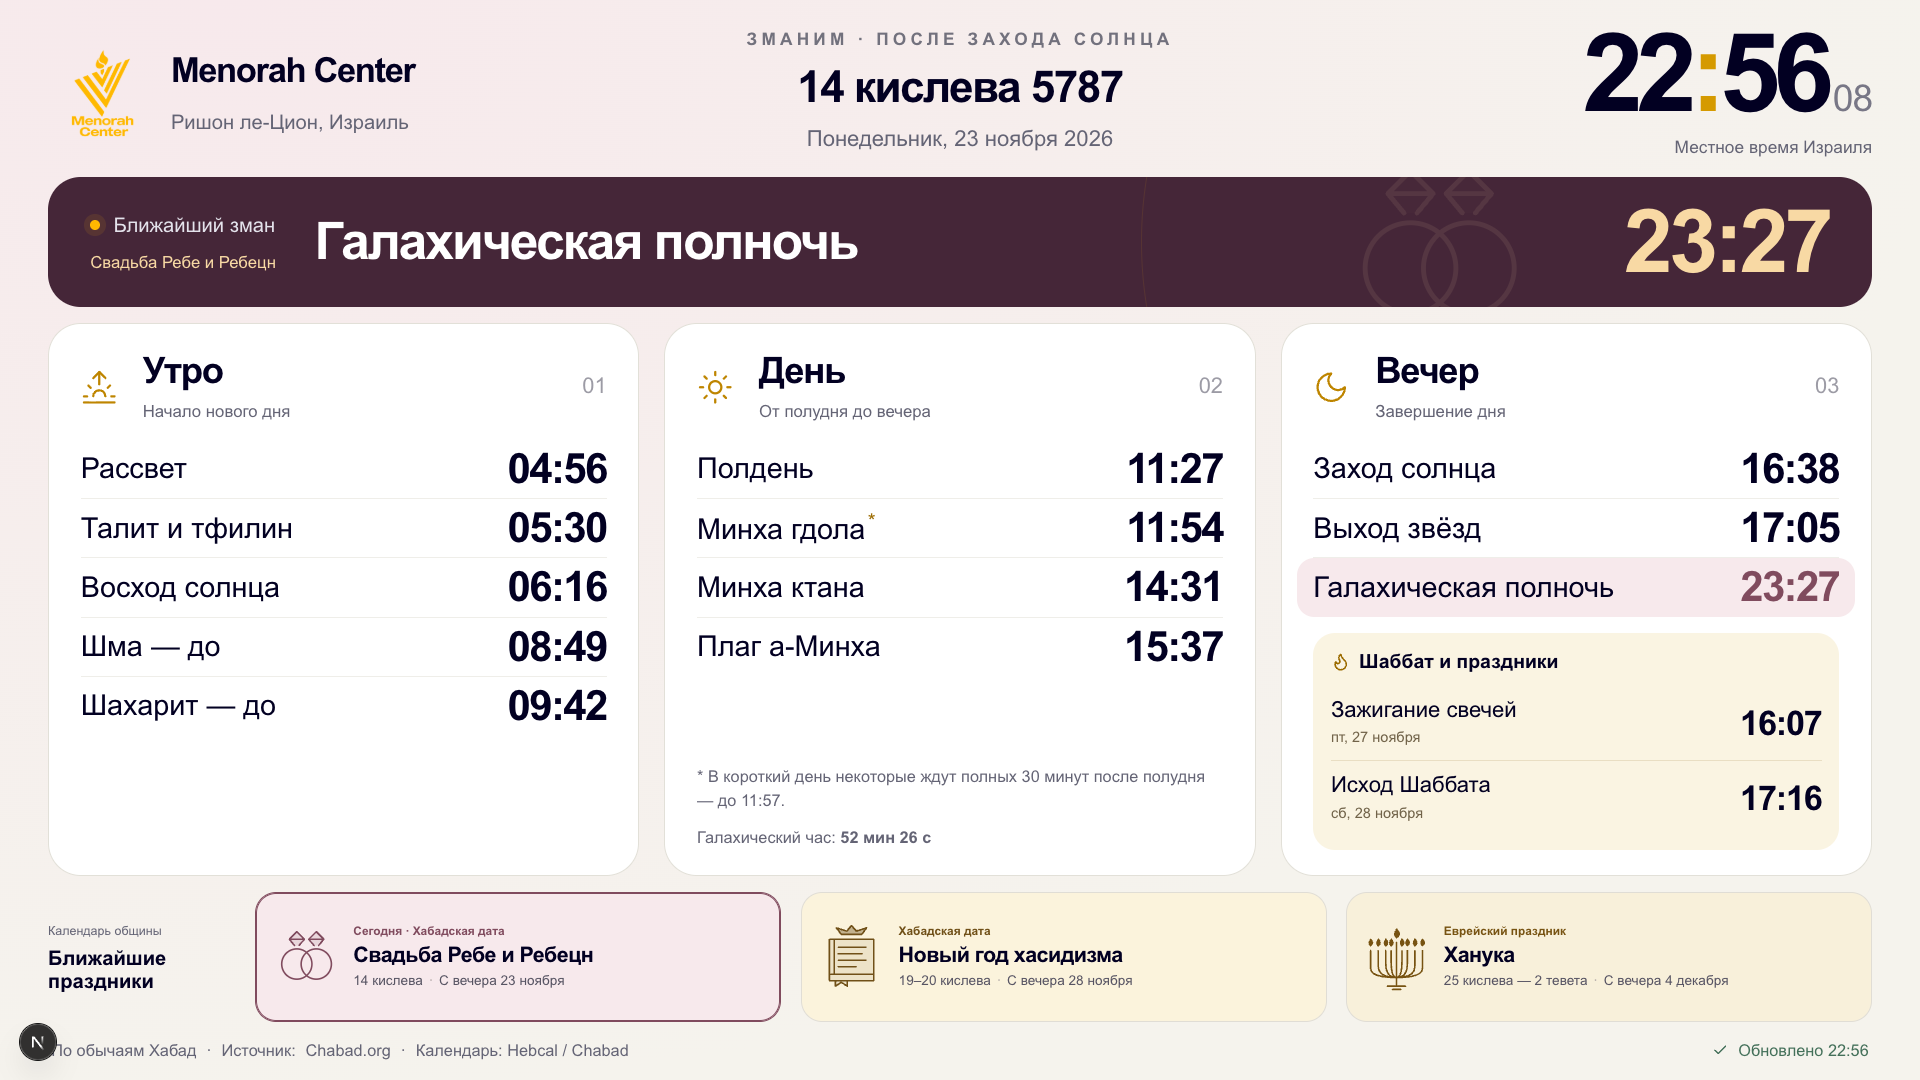 Menorah
Center
Menorah Center
Ришон ле-Цион, Израиль
ЗМАНИМ · ПОСЛЕ ЗАХОДА СОЛНЦА
14 кислева 5787
Понедельник, 23 ноября 2026
22:56 08
Местное время Израиля
Ближайший зман
Свадьба Ребе и Ребецн
Галахическая полночь
23:27
Утро
Начало нового дня
01
Рассвет 04:56
Талит и тфилин 05:30
Восход солнца 06:16
Шма — до 08:49
Шахарит — до 09:42
День
От полудня до вечера
02
Полдень 11:27
Минха гдола* 11:54
Минха ктана 14:31
Плаг а-Минха 15:37
* В короткий день некоторые ждут полных 30 минут после полудня
— до 11:57.
Галахический час: 52 мин 26 с
Вечер
Завершение дня
03
Заход солнца 16:38
Выход звёзд 17:05
Галахическая полночь 23:27
Шаббат и праздники
Зажигание свечей
пт, 27 ноября
16:07
Исход Шаббата
сб, 28 ноября
17:16
Календарь общины
Ближайшие
праздники
Сегодня · Хабадская дата
Свадьба Ребе и Ребецн
14 кислева · С вечера 23 ноября
Хабадская дата
Новый год хасидизма
19–20 кислева · С вечера 28 ноября
Еврейский праздник
Ханука
25 кислева — 2 тевета · С вечера 4 декабря
N
По обычаям Хабад · Источник: Chabad.org · Календарь: Hebcal / Chabad
Обновлено 22:56